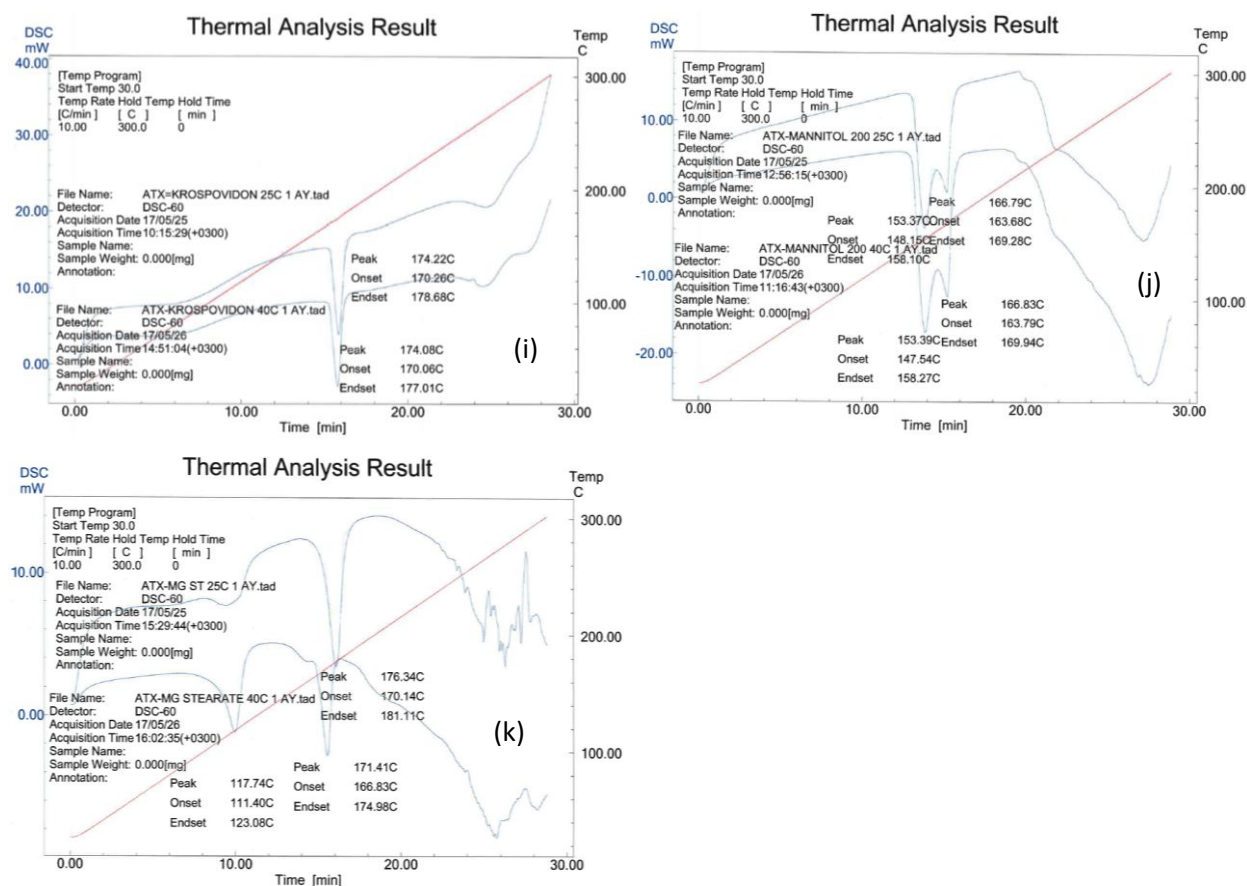 Thermal Analysis Result
DSC
mW
Temp
C
40.00
30.00
20.00
10.00
0.00
[Temp Program]
Start Temp 30.0
Temp Rate Hold Temp Hold Time
[C/min ] [ C ] [ min ]
10.00 300.0 0
File Name: ATX=KROSPOVIDON 25C 1 AY.tad
Detector: DSC-60
Acquisition Date 17/05/25
Acquisition Time 10:15:29(+0300)
Sample Name:
Sample Weight: 0.000[mg]
Annotation:
File Name: ATX-KROSPOVIDON 40C 1 AY.tad
Detector: DSC-60
Acquisition Date 17/05/26
Acquisition Time 14:51:04(+0300)
Sample Name:
Sample Weight: 0.000[mg]
Annotation:
Peak 174.22C
Onset 170.26C
Endset 178.68C
Peak 174.08C
Onset 170.06C
Endset 177.01C
(i)
300.00
200.00
100.00
0.00 10.00 20.00 30.00
Time [min]
Thermal Analysis Result
DSC
mW
Temp
C
10.00
0.00
-10.00
-20.00
[Temp Program]
Start Temp 30.0
Temp Rate Hold Temp Hold Time
[C/min ] [ C ] [ min ]
10.00 300.0 0
File Name: ATX-MANNITOL 200 25C 1 AY.tad
Detector: DSC-60
Acquisition Date 17/05/25
Acquisition Time 12:56:15(+0300)
Sample Name:
Sample Weight: 0.000[mg]
Annotation:
Peak 166.79C
Onset 163.68C
Endset 169.28C
Peak 153.37C
Onset 148.15C
Endset 158.10C
File Name: ATX-MANNITOL 200 40C 1 AY.tad
Detector: DSC-60
Acquisition Date 17/05/26
Acquisition Time 11:16:43(+0300)
Sample Name:
Sample Weight: 0.000[mg]
Annotation:
Peak 166.83C
Onset 163.79C
Endset 169.94C
Peak 153.39C
Onset 147.54C
Endset 158.27C
(j)
300.00
200.00
100.00
0.00 10.00 20.00 30.00
Time [min]
Thermal Analysis Result
DSC
mW
Temp
C
10.00
0.00
[Temp Program]
Start Temp 30.0
Temp Rate Hold Temp Hold Time
[C/min ] [ C ] [ min ]
10.00 300.0 0
File Name: ATX-MG ST 25C 1 AY.tad
Detector: DSC-60
Acquisition Date 17/05/25
Acquisition Time 15:29:44(+0300)
Sample Name:
Sample Weight: 0.000[mg]
Annotation:
File Name: ATX-MG STEARATE 40C 1 AY.tad
Detector: DSC-60
Acquisition Date 17/05/26
Acquisition Time 16:02:35(+0300)
Sample Name:
Sample Weight: 0.000[mg]
Annotation:
Peak 176.34C
Onset 170.14C
Endset 181.11C
Peak 171.41C
Onset 166.83C
Endset 174.98C
Peak 117.74C
Onset 111.40C
Endset 123.08C
(k)
300.00
200.00
100.00
0.00 10.00 20.00 30.00
Time [min]